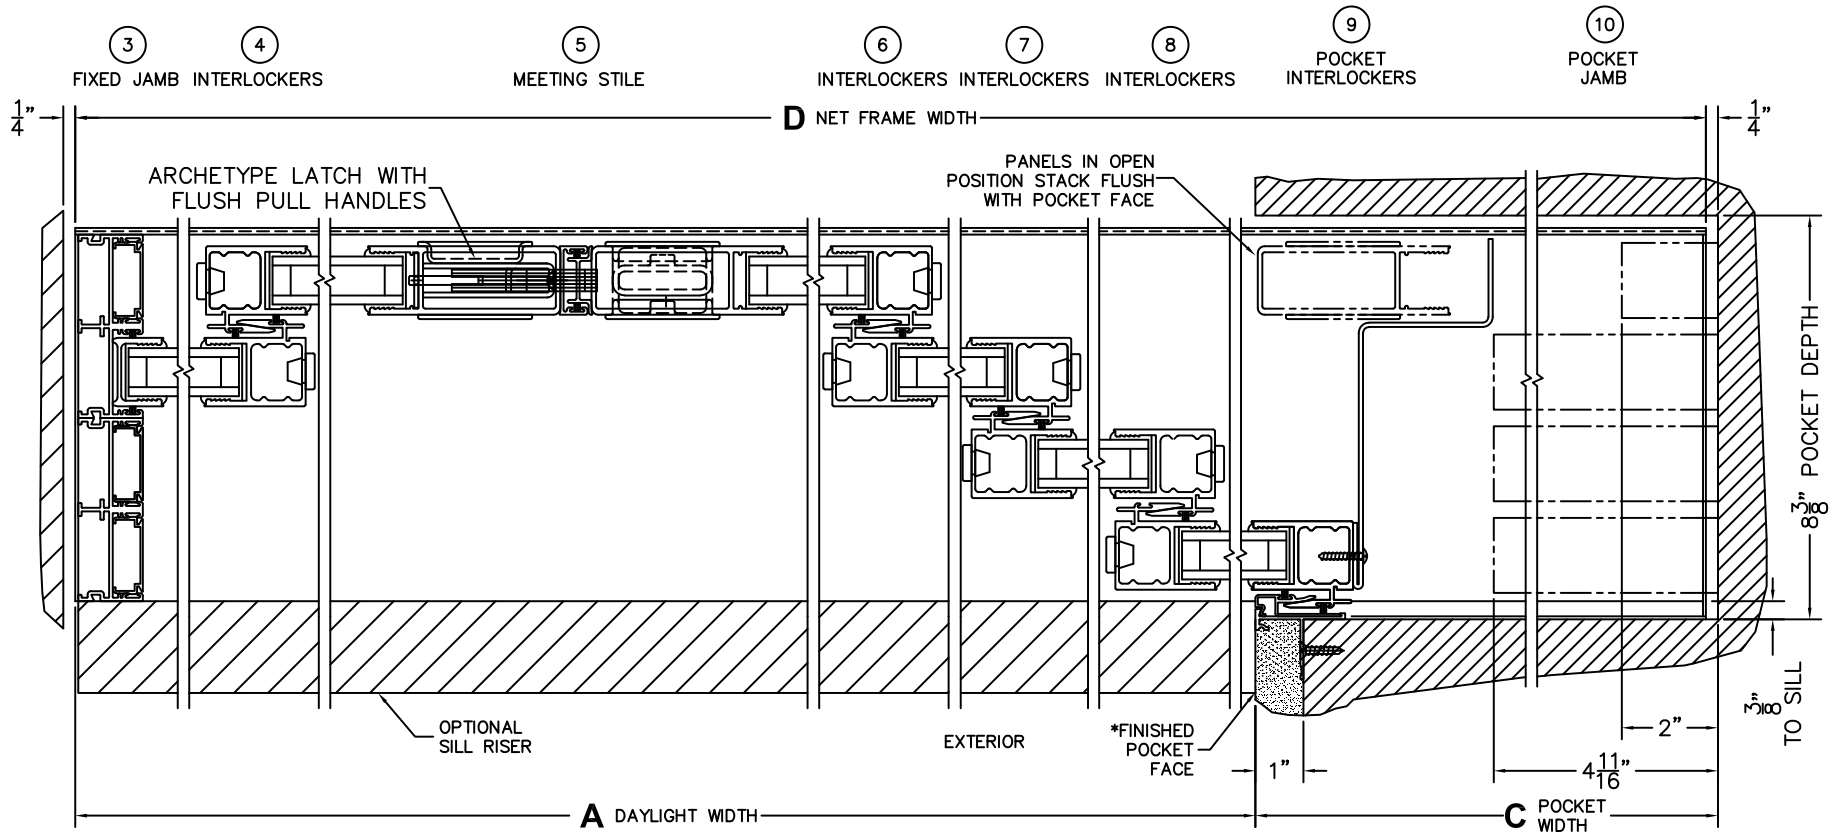 3
4
5
6
7
8
9
10
FIXED JAMB
INTERLOCKERS
MEETING STILE
INTERLOCKERS
INTERLOCKERS
INTERLOCKERS
POCKET
INTERLOCKERS
POCKET
JAMB
1/4"
D NET FRAME WIDTH
1/4"
ARCHETYPE LATCH WITH
FLUSH PULL HANDLES
PANELS IN OPEN
POSITION STACK FLUSH
WITH POCKET FACE
8 3/8" POCKET DEPTH
3/8"
TO SILL
OPTIONAL
SILL RISER
EXTERIOR
*FINISHED
POCKET
FACE
1"
2"
4 11/16"
A DAYLIGHT WIDTH
C POCKET
WIDTH